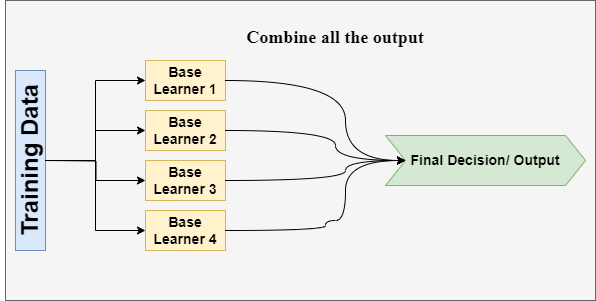 Combine all the output
Training Data
Base
Learner 1
Base
Learner 2
Base
Learner 3
Base
Learner 4
Final Decision/ Output